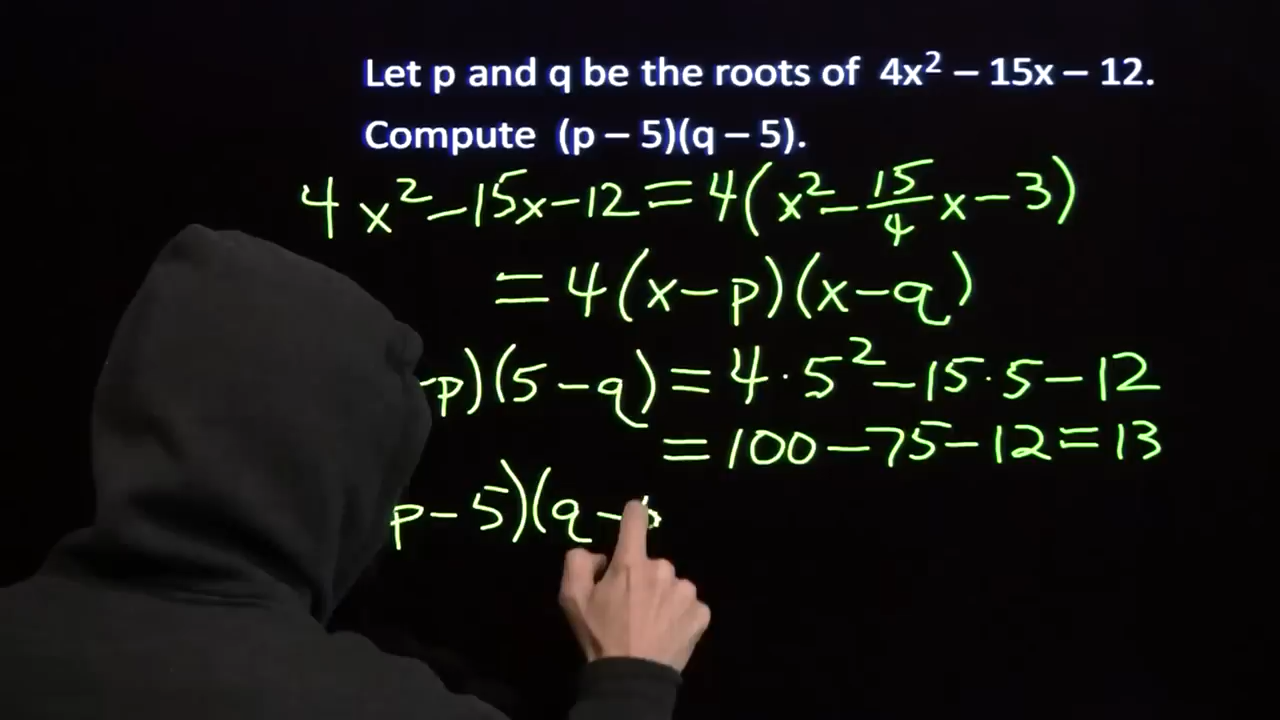 Let p and q be the roots of 4x² – 15x – 12.
Compute (p – 5)(q – 5).
4x²-15x-12=4(x²-15/4x-3)
=4(x-p)(x-q)
-p)(5-q)=4·5²-15·5-12
=100-75-12=13
p-5)(q-